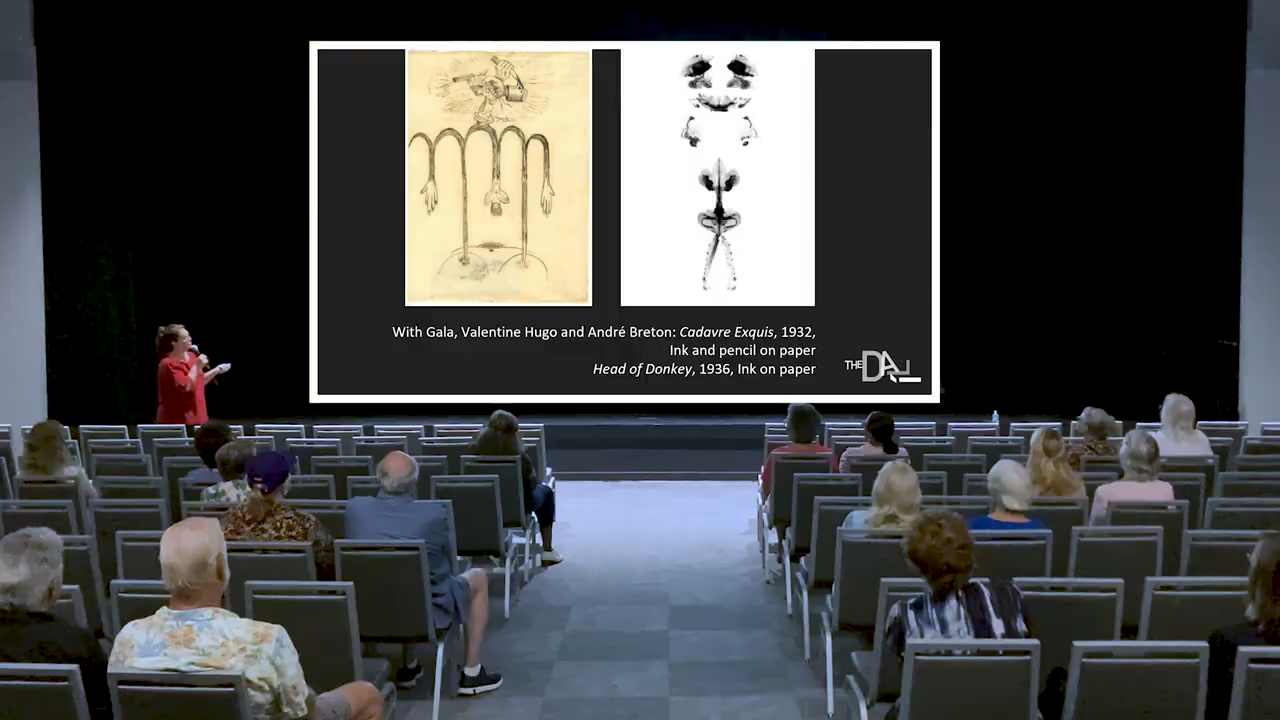 With Gala, Valentine Hugo and André Breton: Cadavre Exquis, 1932,
Ink and pencil on paper
Head of Donkey, 1936, Ink on paper
THE DALÍ